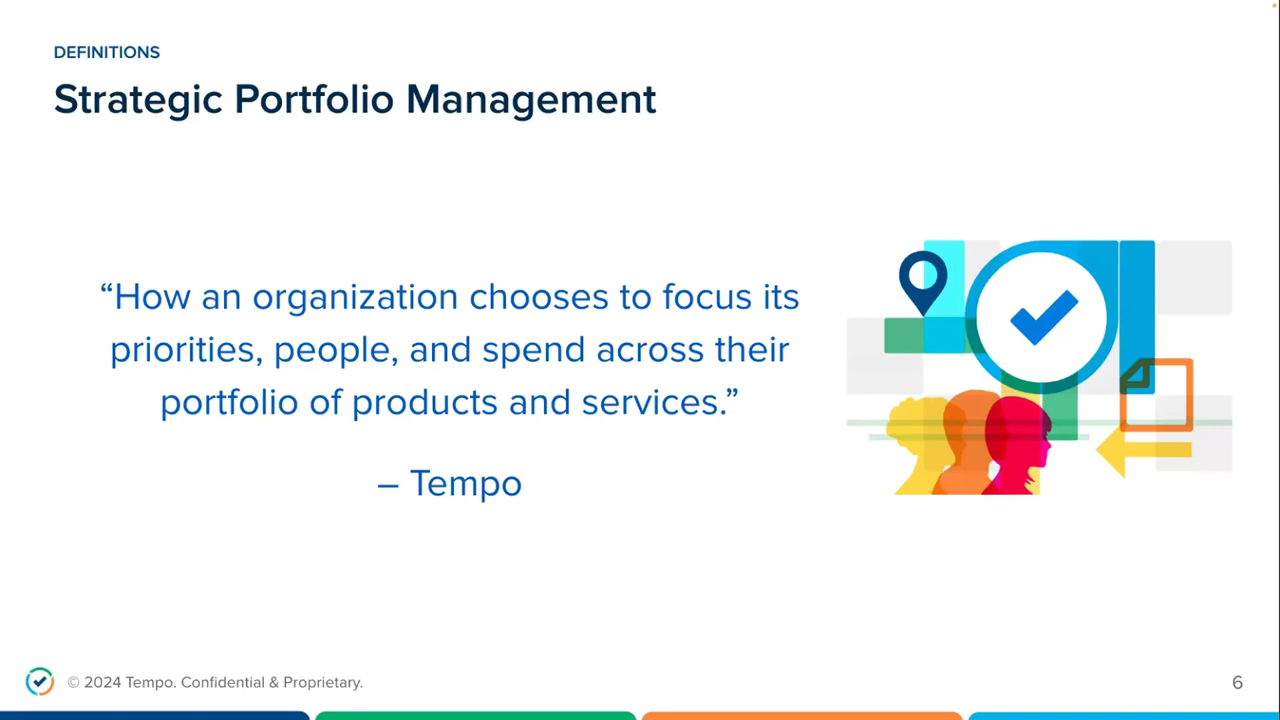 DEFINITIONS
Strategic Portfolio Management
“How an organization chooses to focus its
priorities, people, and spend across their
portfolio of products and services.”
– Tempo
© 2024 Tempo. Confidential & Proprietary.
6